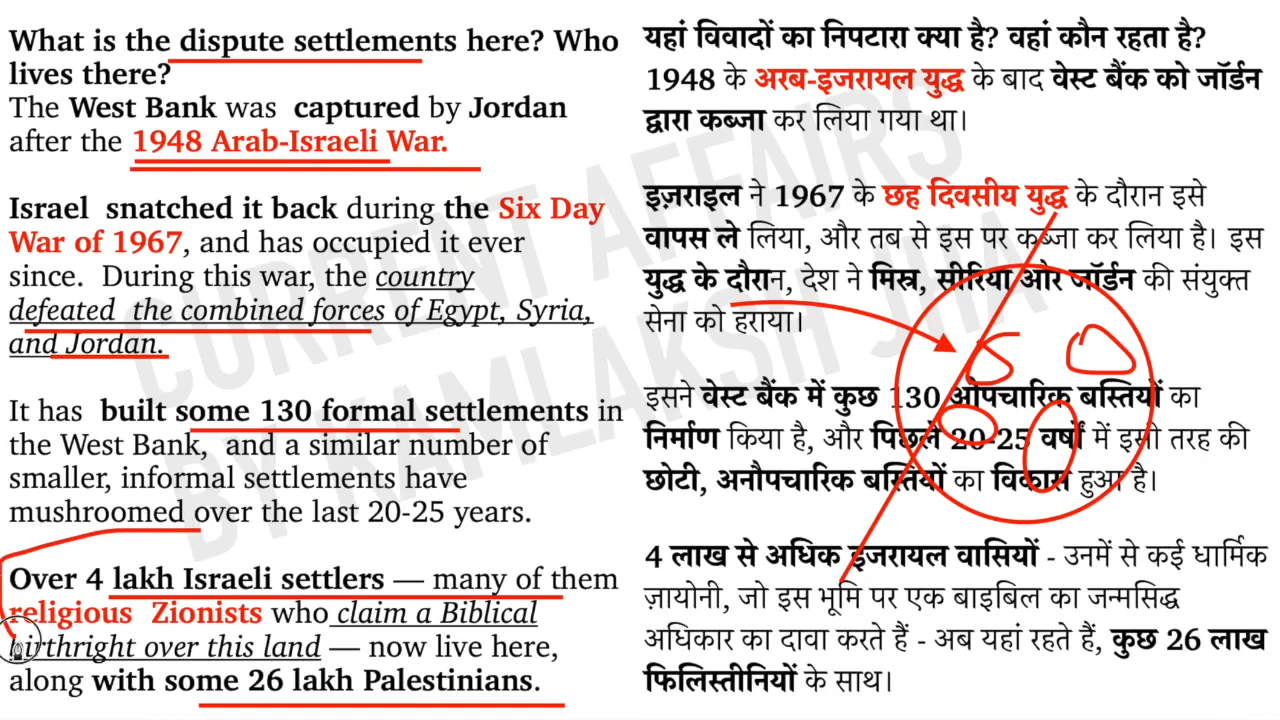 What is the dispute settlements here? Who
lives there?
The West Bank was captured by Jordan
after the 1948 Arab-Israeli War.
Israel snatched it back during the Six Day
War of 1967, and has occupied it ever
since. During this war, the country
defeated the combined forces of Egypt, Syria,
and Jordan.
It has built some 130 formal settlements in
the West Bank, and a similar number of
smaller, informal settlements have
mushroomed over the last 20-25 years.
Over 4 lakh Israeli settlers — many of them
religious Zionists who claim a Biblical
birthright over this land — now live here,
along with some 26 lakh Palestinians.
यहां विवादों का निपटारा क्या है? वहां कौन रहता है?
1948 के अरब-इजरायल युद्ध के बाद वेस्ट बैंक को जॉर्डन
द्वारा कब्जा कर लिया गया था।
इज़राइल ने 1967 के छह दिवसीय युद्ध के दौरान इसे
वापस ले लिया, और तब से इस पर कब्जा कर लिया है। इस
युद्ध के दौरान, देश ने मिस्र, सीरिया और जॉर्डन की संयुक्त
सेना को हराया।
इसने वेस्ट बैंक में कुछ 130 औपचारिक बस्तियों का
निर्माण किया है, और पिछले 20-25 वर्षों में इसी तरह की
छोटी, अनौपचारिक बस्तियों का विकास हुआ है।
4 लाख से अधिक इजरायल वासियों - उनमें से कई धार्मिक
ज़ायोनी, जो इस भूमि पर एक बाइबिल का जन्मसिद्ध
अधिकार का दावा करते हैं - अब यहां रहते हैं, कुछ 26 लाख
फिलिस्तीनियों के साथ।
CURRENT AFFAIRS
BY KAMLAKSH JHA